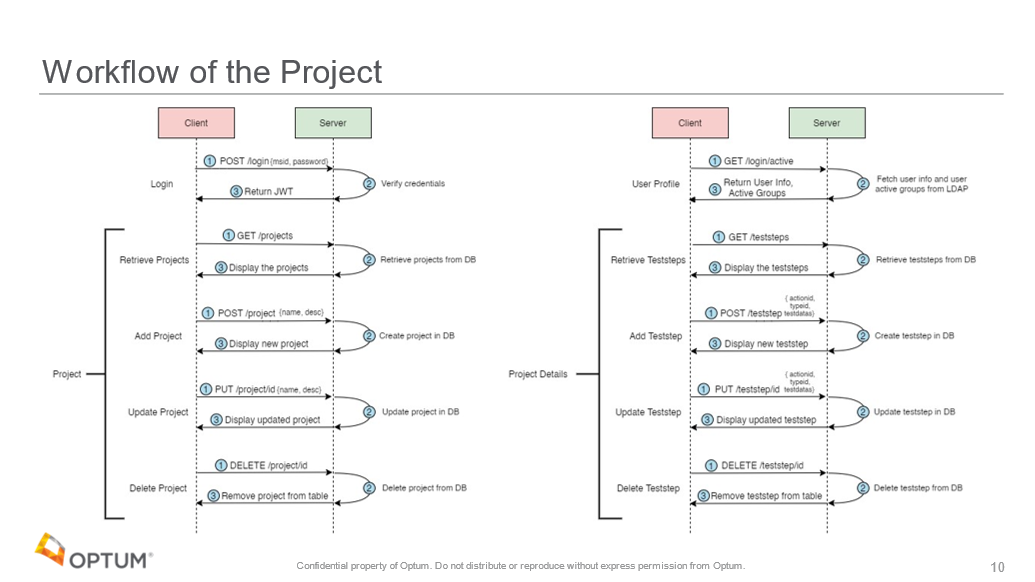 Workflow of the Project
Client
Server
1 POST /login (msid, password)
Login
2 Verify credentials
3 Return JWT
1 GET /projects
Retrieve Projects
2 Retrieve projects from DB
3 Display the projects
1 POST /project (name, desc}
Add Project
2 Create project in DB
3 Display new project
Project
1 PUT /project/id (name, desc}
Update Project
2 Update project in DB
3 Display updated project
1 DELETE /project/id
Delete Project
2 Delete project from DB
3 Remove project from table
Client
Server
1 GET /login/active
User Profile
2 Fetch user info and user
active groups from LDAP
3 Return User Info,
Active Groups
1 GET /teststeps
Retrieve Teststeps
2 Retrieve teststeps from DB
3 Display the teststeps
{ actionid,
typeid,
1 POST /teststep testdatas}
Add Teststep
2 Create teststep in DB
3 Display new teststep
Project Details
{ actionid,
typeid,
1 PUT /teststep/id testdatas}
Update Teststep
2 Update teststep in DB
3 Display updated teststep
1 DELETE /teststep/id
Delete Teststep
2 Delete teststep from DB
3 Remove teststep from table
OPTUM®
Confidential property of Optum. Do not distribute or reproduce without express permission from Optum.
10